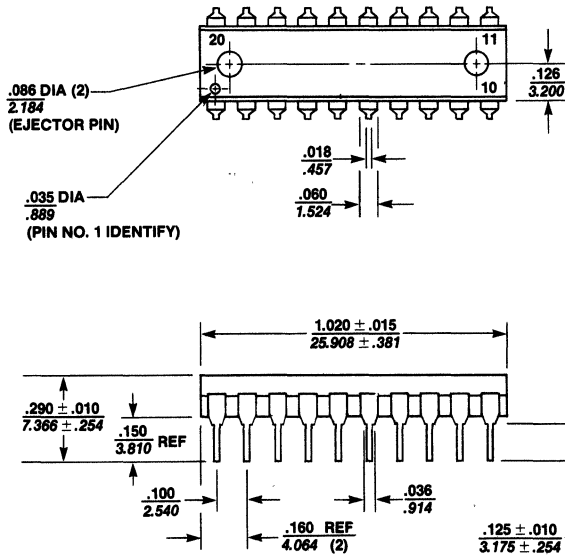 20
11
10
.086 DIA (2)
2.184
(EJECTOR PIN)
.126
3.200
.018
.457
.035 DIA
.889
(PIN NO. 1 IDENTIFY)
.060
1.524
1.020 ± .015
25.908 ± .381
.290 ± .010
7.366 ± .254
.150
3.810 REF
.100
2.540
.036
.914
.160 REF
4.064 (2)
.125 ± .010
3.175 ± .254